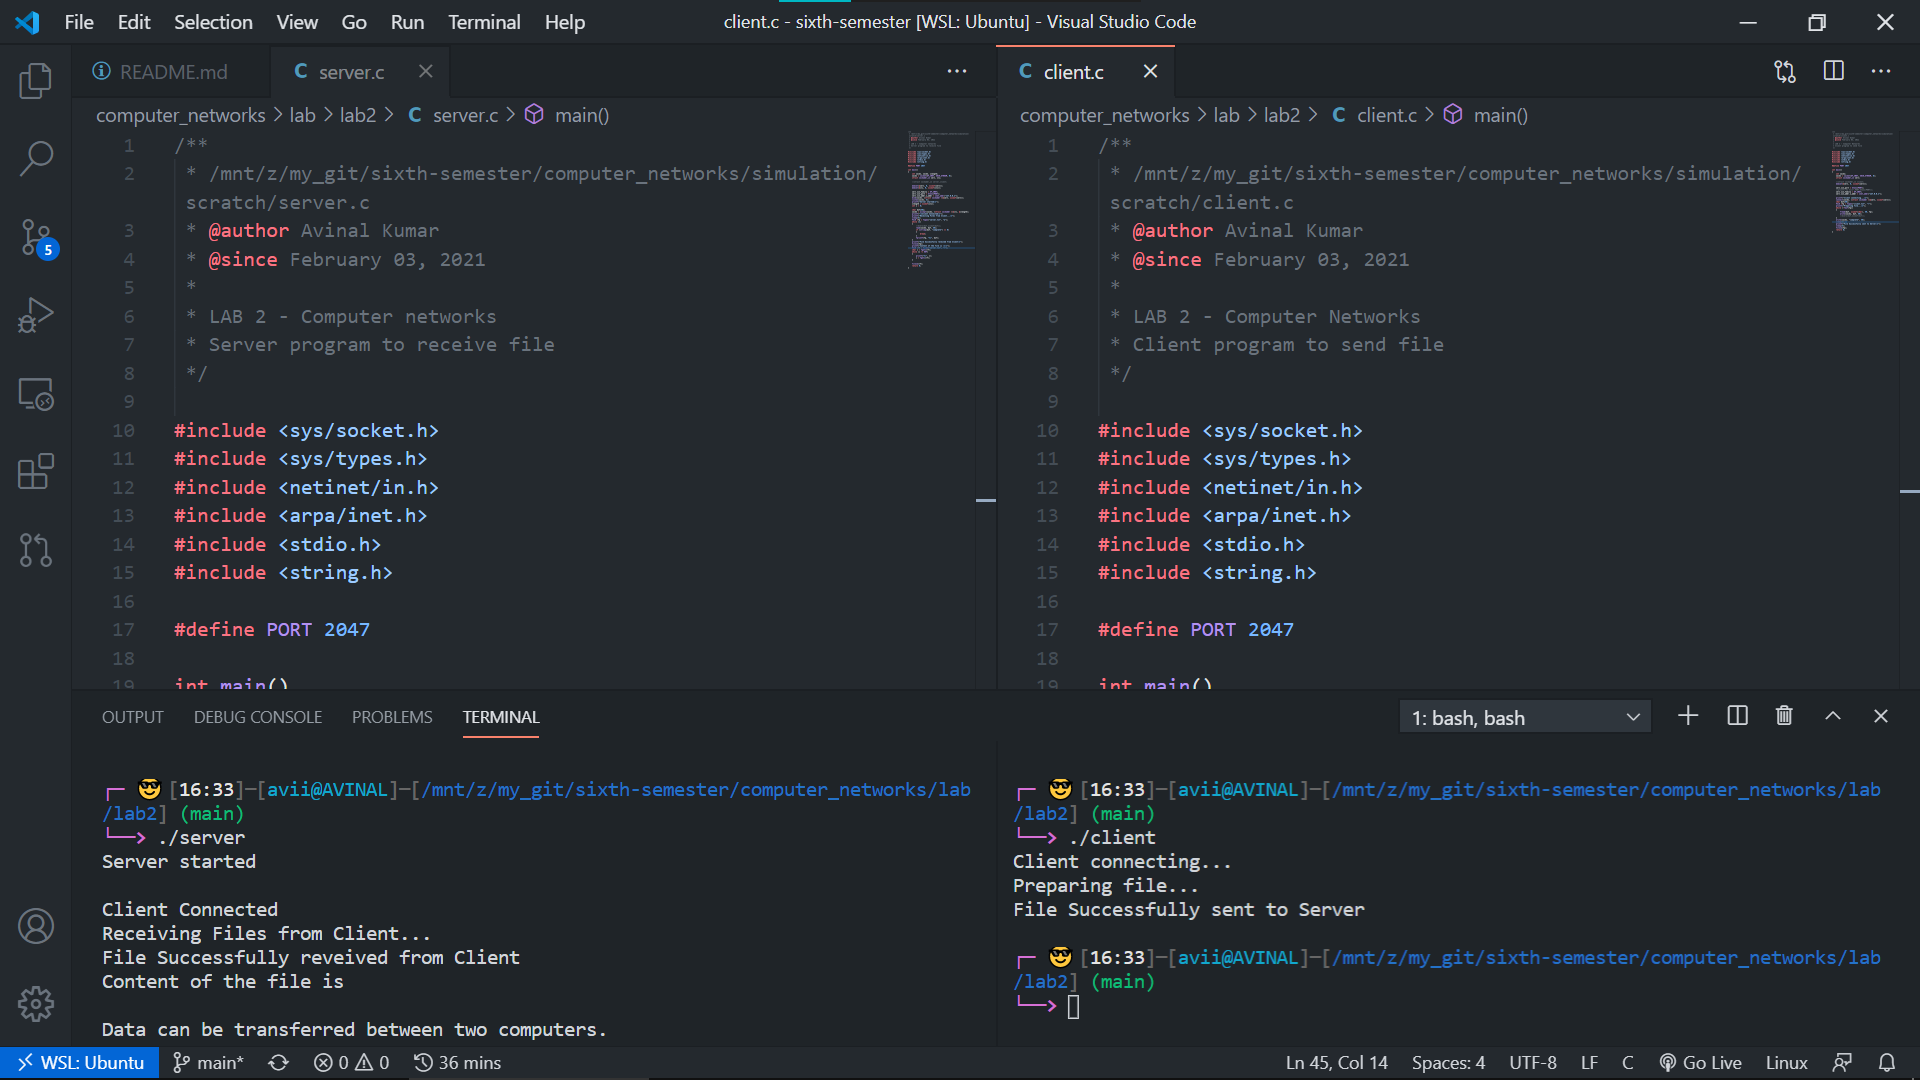 File Edit Selection View Go Run Terminal Help
client.c - sixth-semester [WSL: Ubuntu] - Visual Studio Code
README.md
C server.c
computer_networks > lab > lab2 > C server.c > main()
1 /**
2 * /mnt/z/my_git/sixth-semester/computer_networks/simulation/
scratch/server.c
3 * @author Avinal Kumar
4 * @since February 03, 2021
5 *
6 * LAB 2 - Computer networks
7 * Server program to receive file
8 */
9
10 #include <sys/socket.h>
11 #include <sys/types.h>
12 #include <netinet/in.h>
13 #include <arpa/inet.h>
14 #include <stdio.h>
15 #include <string.h>
16
17 #define PORT 2047
18
19 int main()
C client.c
computer_networks > lab > lab2 > C client.c > main()
1 /**
2 * /mnt/z/my_git/sixth-semester/computer_networks/simulation/
scratch/client.c
3 * @author Avinal Kumar
4 * @since February 03, 2021
5 *
6 * LAB 2 - Computer Networks
7 * Client program to send file
8 */
9
10 #include <sys/socket.h>
11 #include <sys/types.h>
12 #include <netinet/in.h>
13 #include <arpa/inet.h>
14 #include <stdio.h>
15 #include <string.h>
16
17 #define PORT 2047
18
19 int main()
5
OUTPUT DEBUG CONSOLE PROBLEMS TERMINAL
1: bash, bash
[16:33]─[avii@AVINAL]─[/mnt/z/my_git/sixth-semester/computer_networks/lab
/lab2] (main)
./server
Server started
Client Connected
Receiving Files from Client...
File Successfully reveived from Client
Content of the file is
Data can be transferred between two computers.
[16:33]─[avii@AVINAL]─[/mnt/z/my_git/sixth-semester/computer_networks/lab
/lab2] (main)
./client
Client connecting...
Preparing file...
File Successfully sent to Server
[16:33]─[avii@AVINAL]─[/mnt/z/my_git/sixth-semester/computer_networks/lab
/lab2] (main)
WSL: Ubuntu main* 0 0 36 mins
Ln 45, Col 14 Spaces: 4 UTF-8 LF C Go Live Linux